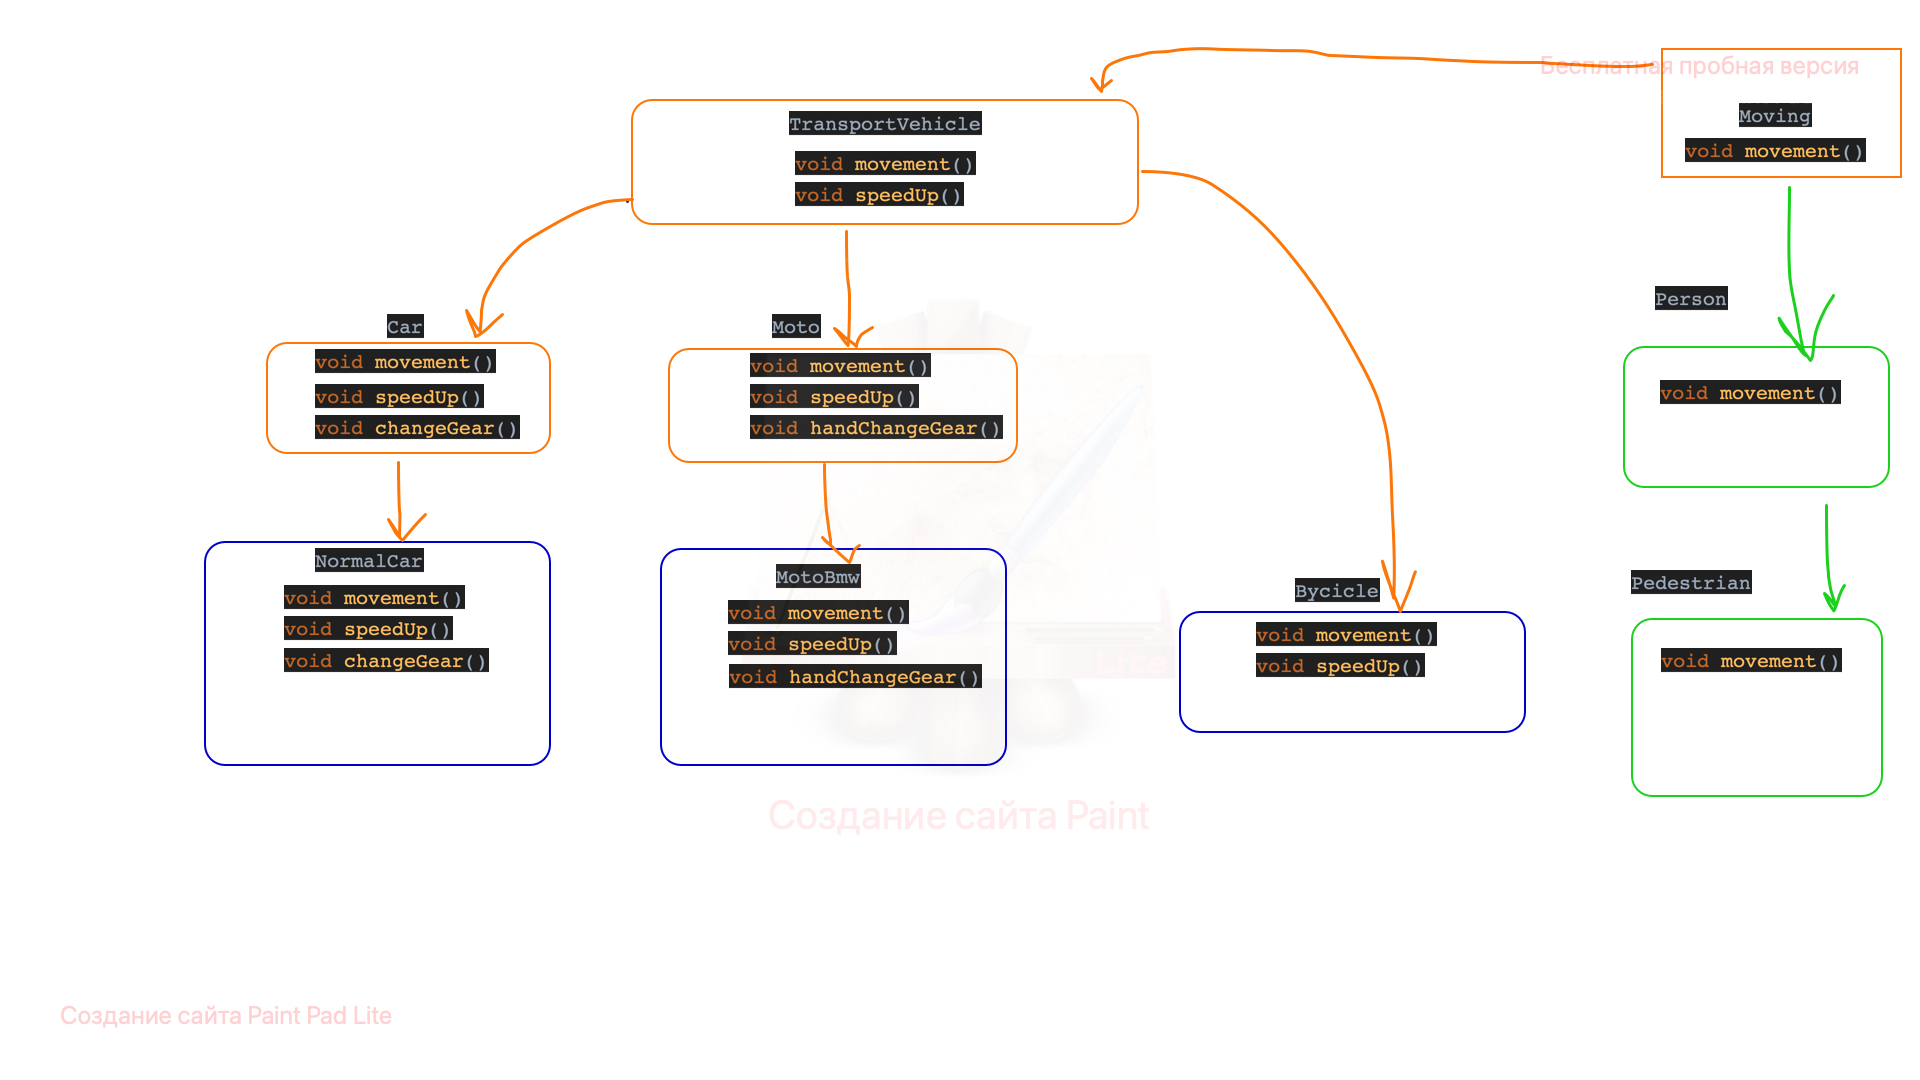 Бесплатная пробная версия
Moving
void movement()
TransportVehicle
void movement()
void speedUp()
Car
void movement()
void speedUp()
void changeGear()
Moto
void movement()
void speedUp()
void handChangeGear()
Person
void movement()
NormalCar
void movement()
void speedUp()
void changeGear()
MotoBmw
void movement()
void speedUp()
void handChangeGear()
Bycicle
void movement()
void speedUp()
Pedestrian
void movement()
Lite
Создание сайта Paint
Создание сайта Paint Pad Lite